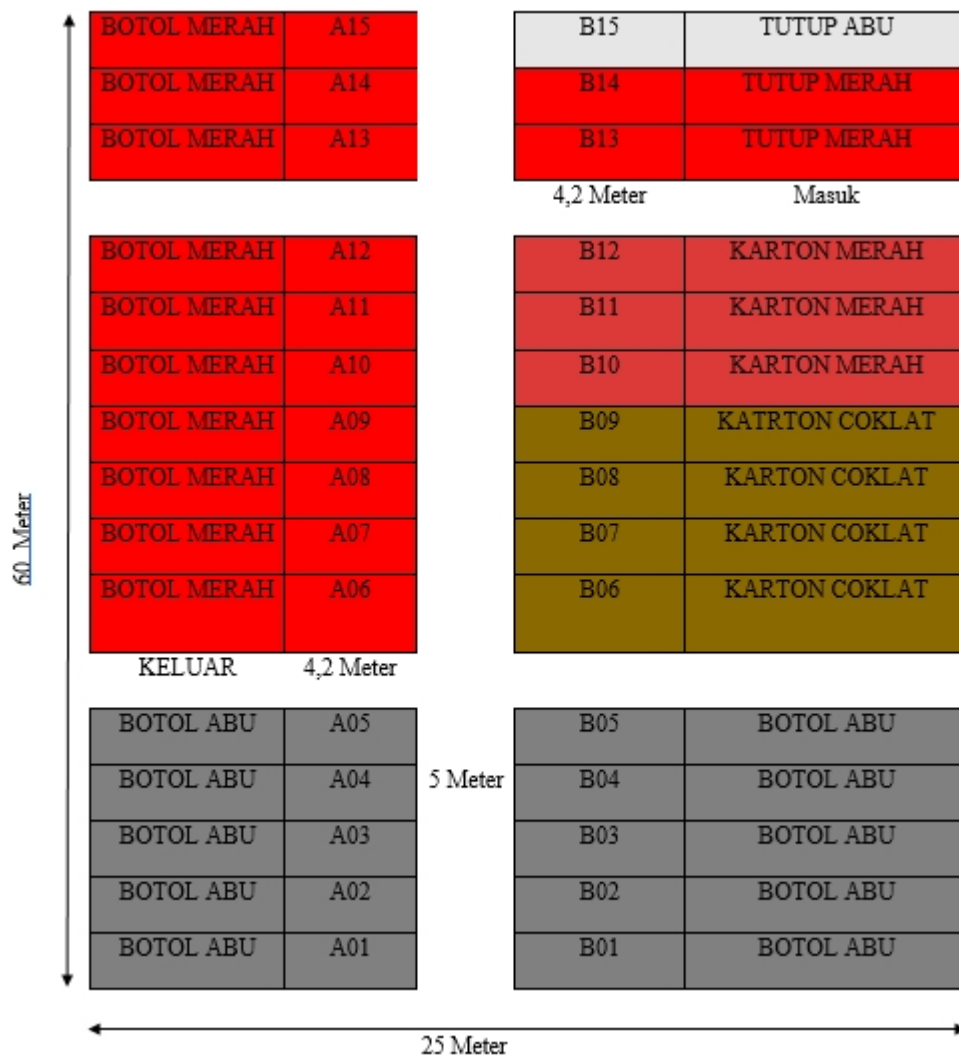 BOTOL MERAH A15 B15 TUTUP ABU
BOTOL MERAH A14 B14 TUTUP MERAH
BOTOL MERAH A13 B13 TUTUP MERAH
4,2 Meter Masuk
BOTOL MERAH A12 B12 KARTON MERAH
BOTOL MERAH A11 B11 KARTON MERAH
BOTOL MERAH A10 B10 KARTON MERAH
BOTOL MERAH A09 B09 KATRTON COKLAT
BOTOL MERAH A08 B08 KARTON COKLAT
BOTOL MERAH A07 B07 KARTON COKLAT
BOTOL MERAH A06 B06 KARTON COKLAT
60 Meter
KELUAR 4,2 Meter
BOTOL ABU A05 B05 BOTOL ABU
BOTOL ABU A04 5 Meter B04 BOTOL ABU
BOTOL ABU A03 B03 BOTOL ABU
BOTOL ABU A02 B02 BOTOL ABU
BOTOL ABU A01 B01 BOTOL ABU
25 Meter